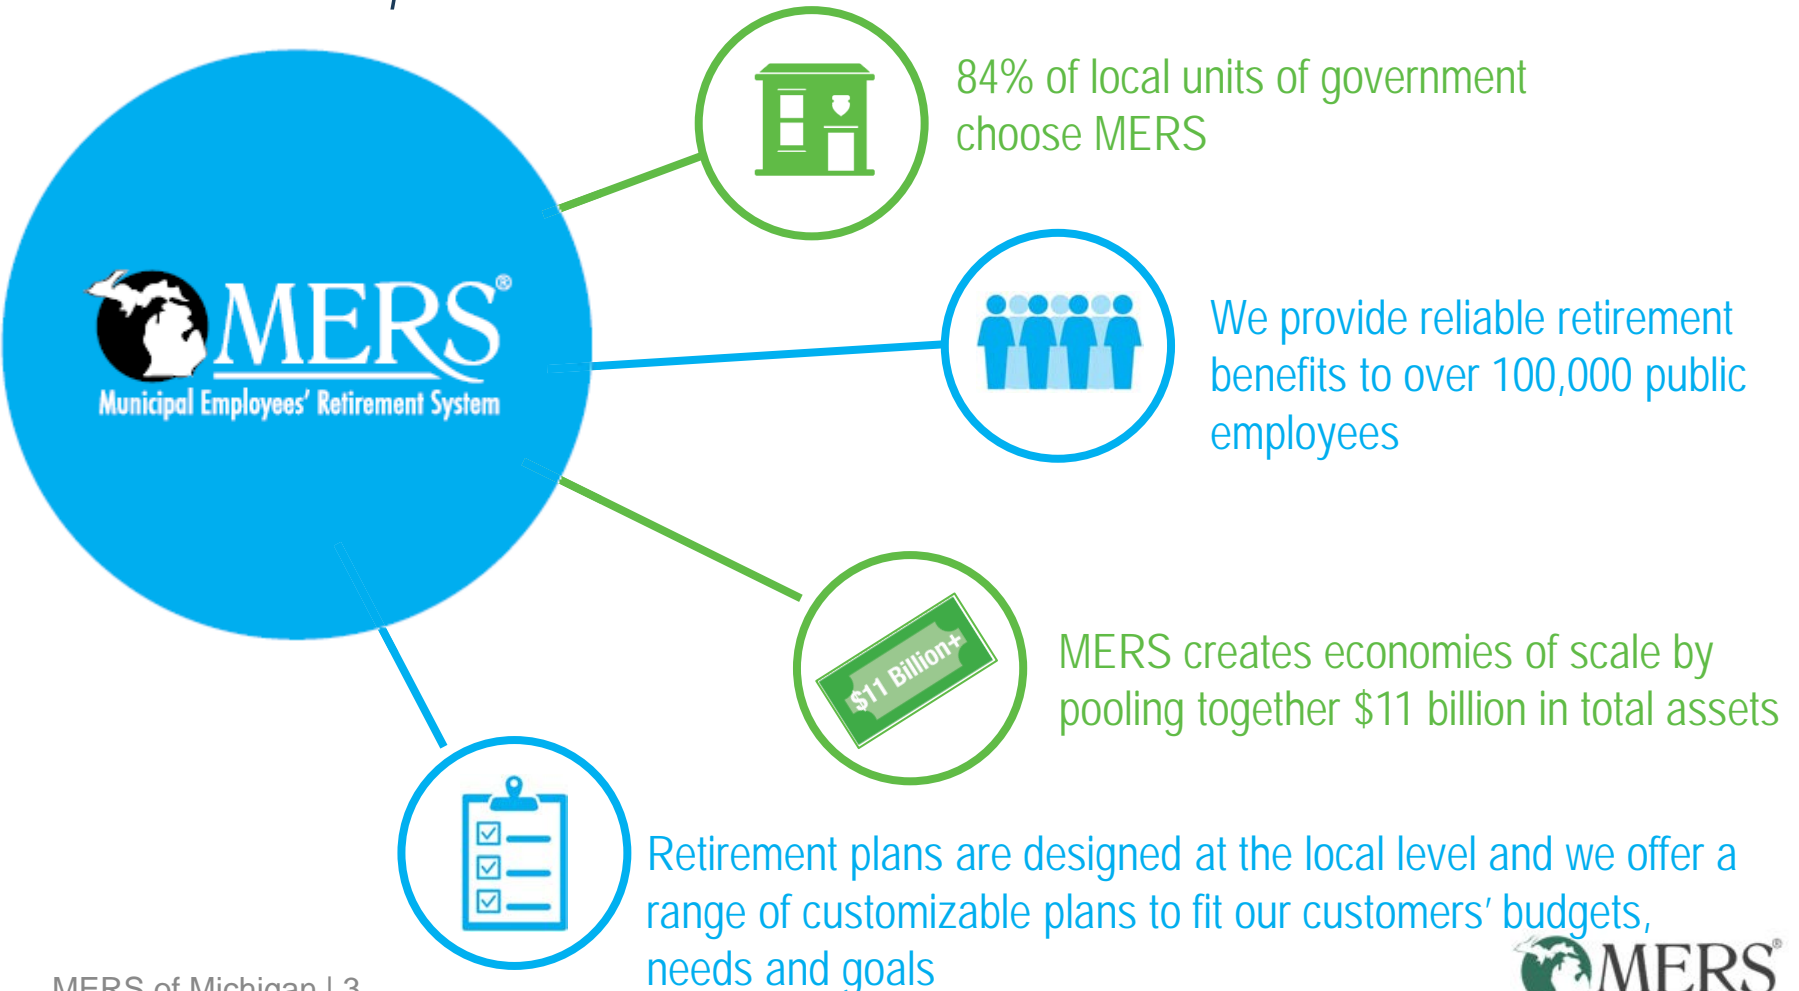 84% of local units of government
choose MERS
MERS®
Municipal Employees' Retirement System
We provide reliable retirement
benefits to over 100,000 public
employees
$11 Billion+
MERS creates economies of scale by
pooling together $11 billion in total assets
Retirement plans are designed at the local level and we offer a
range of customizable plans to fit our customers' budgets,
needs and goals
MERS of Michigan | 3
MERS®